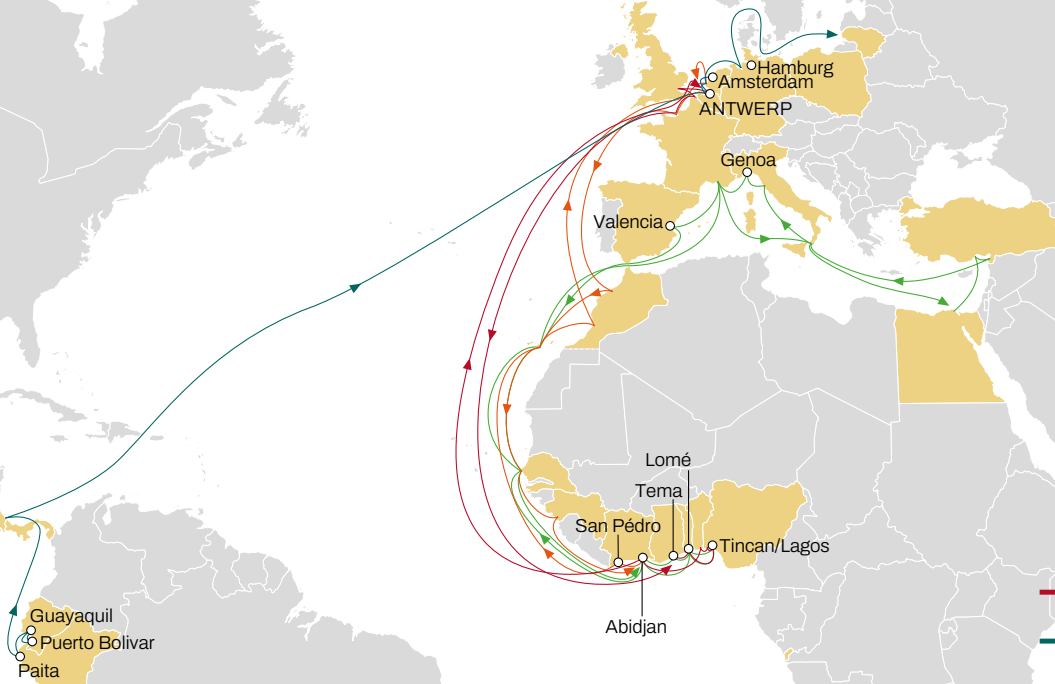 Hamburg
Amsterdam
ANTWERP
Genoa
Valencia
Lomé
Tema
San Pédro
Tincan/Lagos
Guayaquil
Abidjan
Puerto Bolivar
Paita